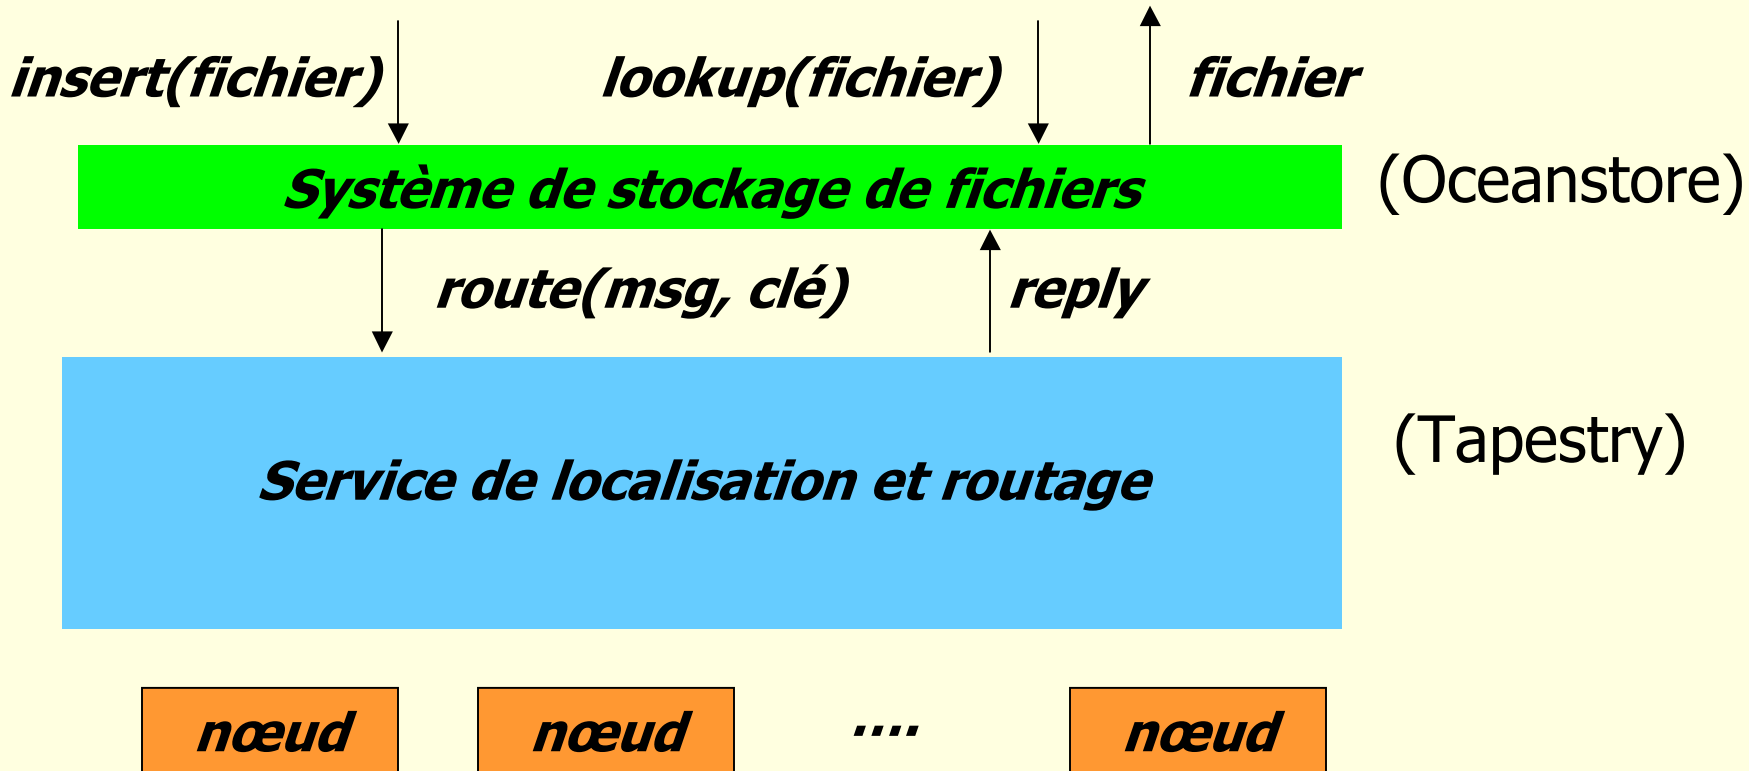 insert(fichier) lookup(fichier) fichier
Système de stockage de fichiers (Oceanstore)
route(msg, clé) reply
Service de localisation et routage (Tapestry)
nœud nœud .... nœud